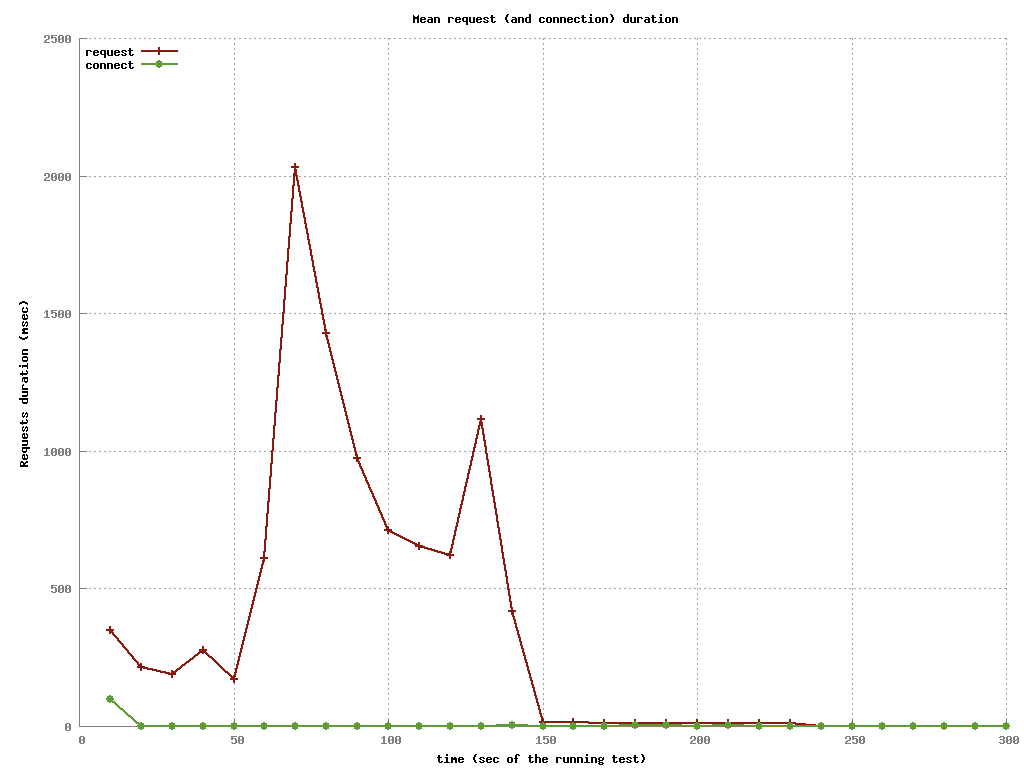 Mean request (and connection) duration
2500
request
connect
2000
1500
1000
500
0
Requests duration (msec)
0 50 100 150 200 250 300
time (sec of the running test)